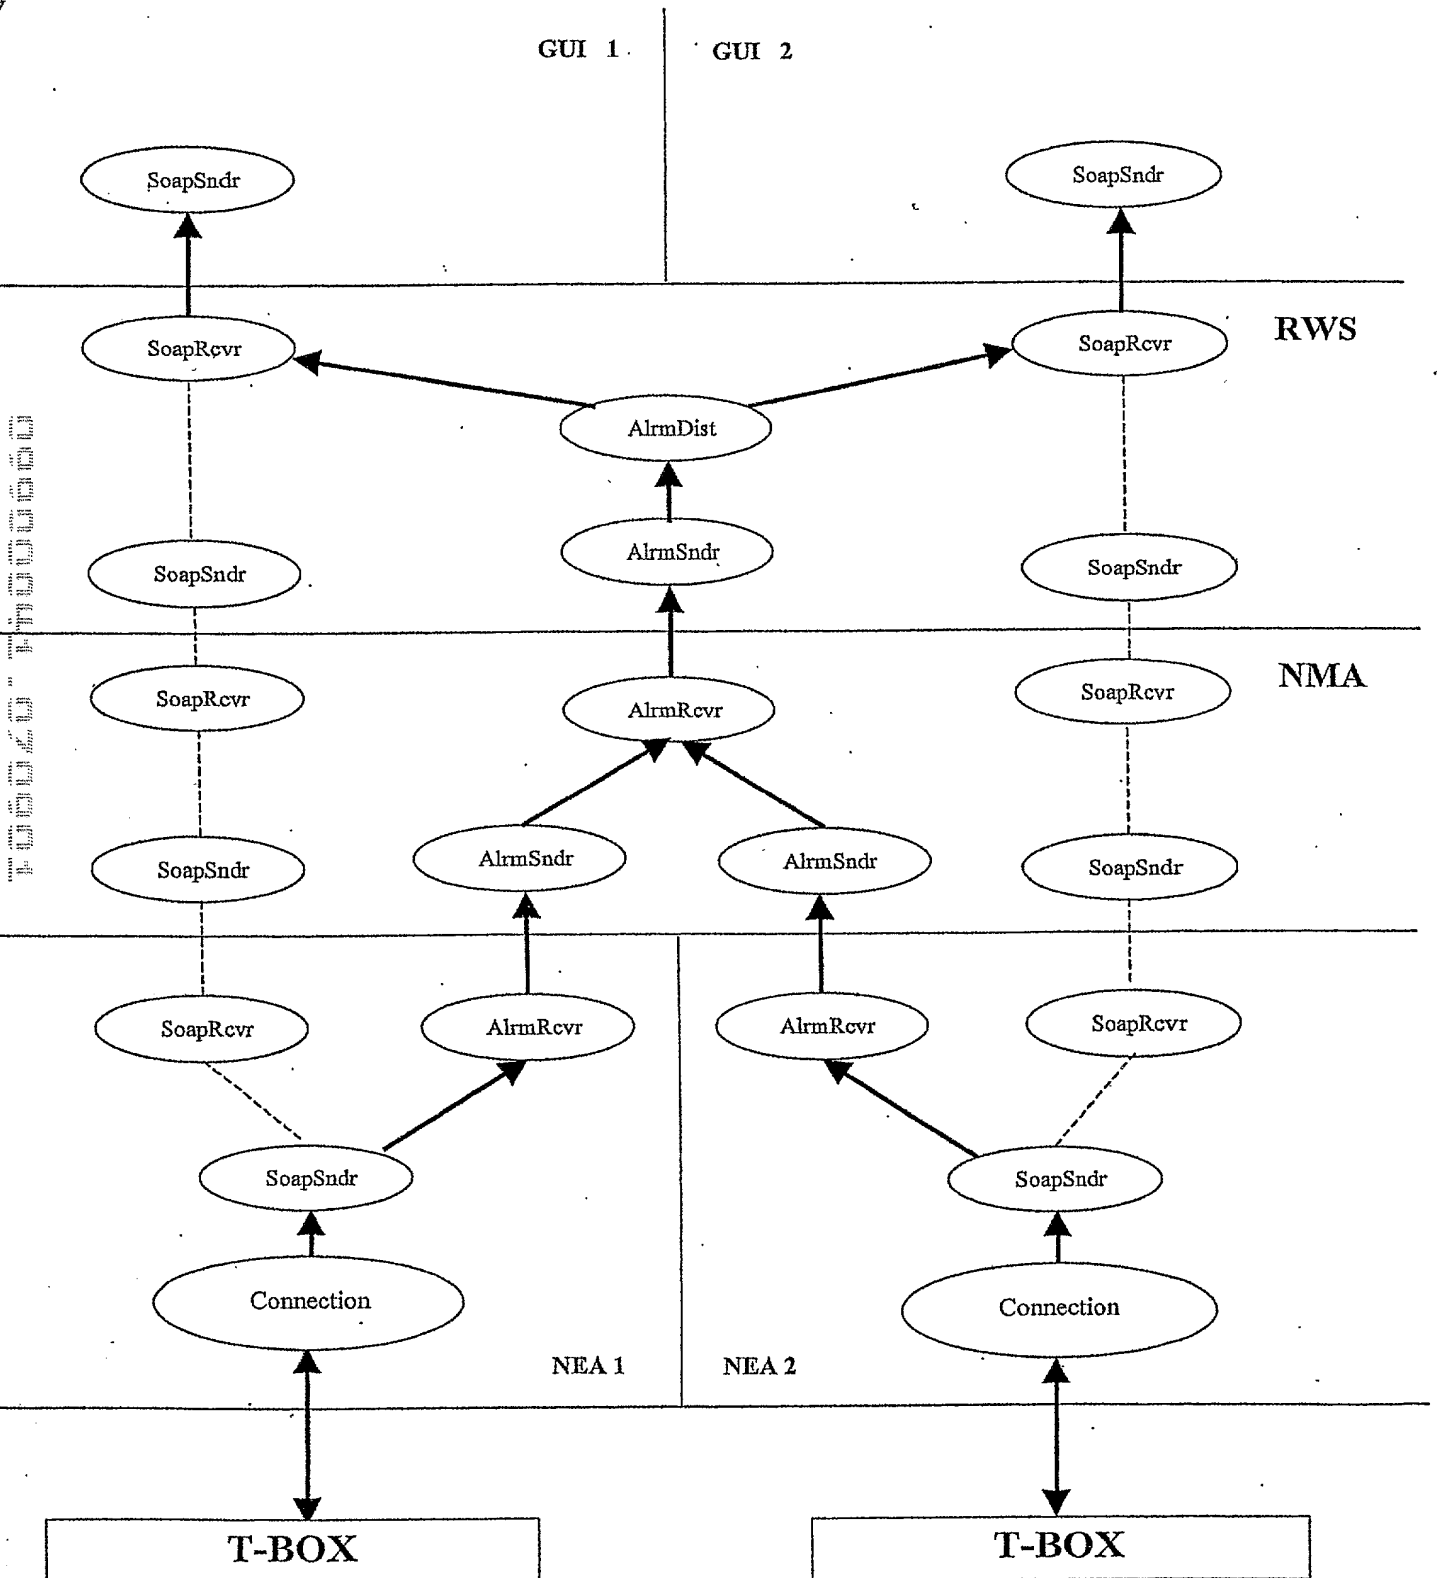 GUI 1
GUI 2
SoapSndr
SoapSndr
RWS
SoapRcvr
SoapRcvr
AlrmDist
AlrmSndr
SoapSndr
SoapSndr
NMA
SoapRcvr
AlrmRcvr
SoapRcvr
AlrmSndr
AlrmSndr
SoapSndr
SoapSndr
SoapRcvr
AlrmRcvr
AlrmRcvr
SoapRcvr
SoapSndr
SoapSndr
Connection
Connection
NEA 1
NEA 2
T-BOX
T-BOX